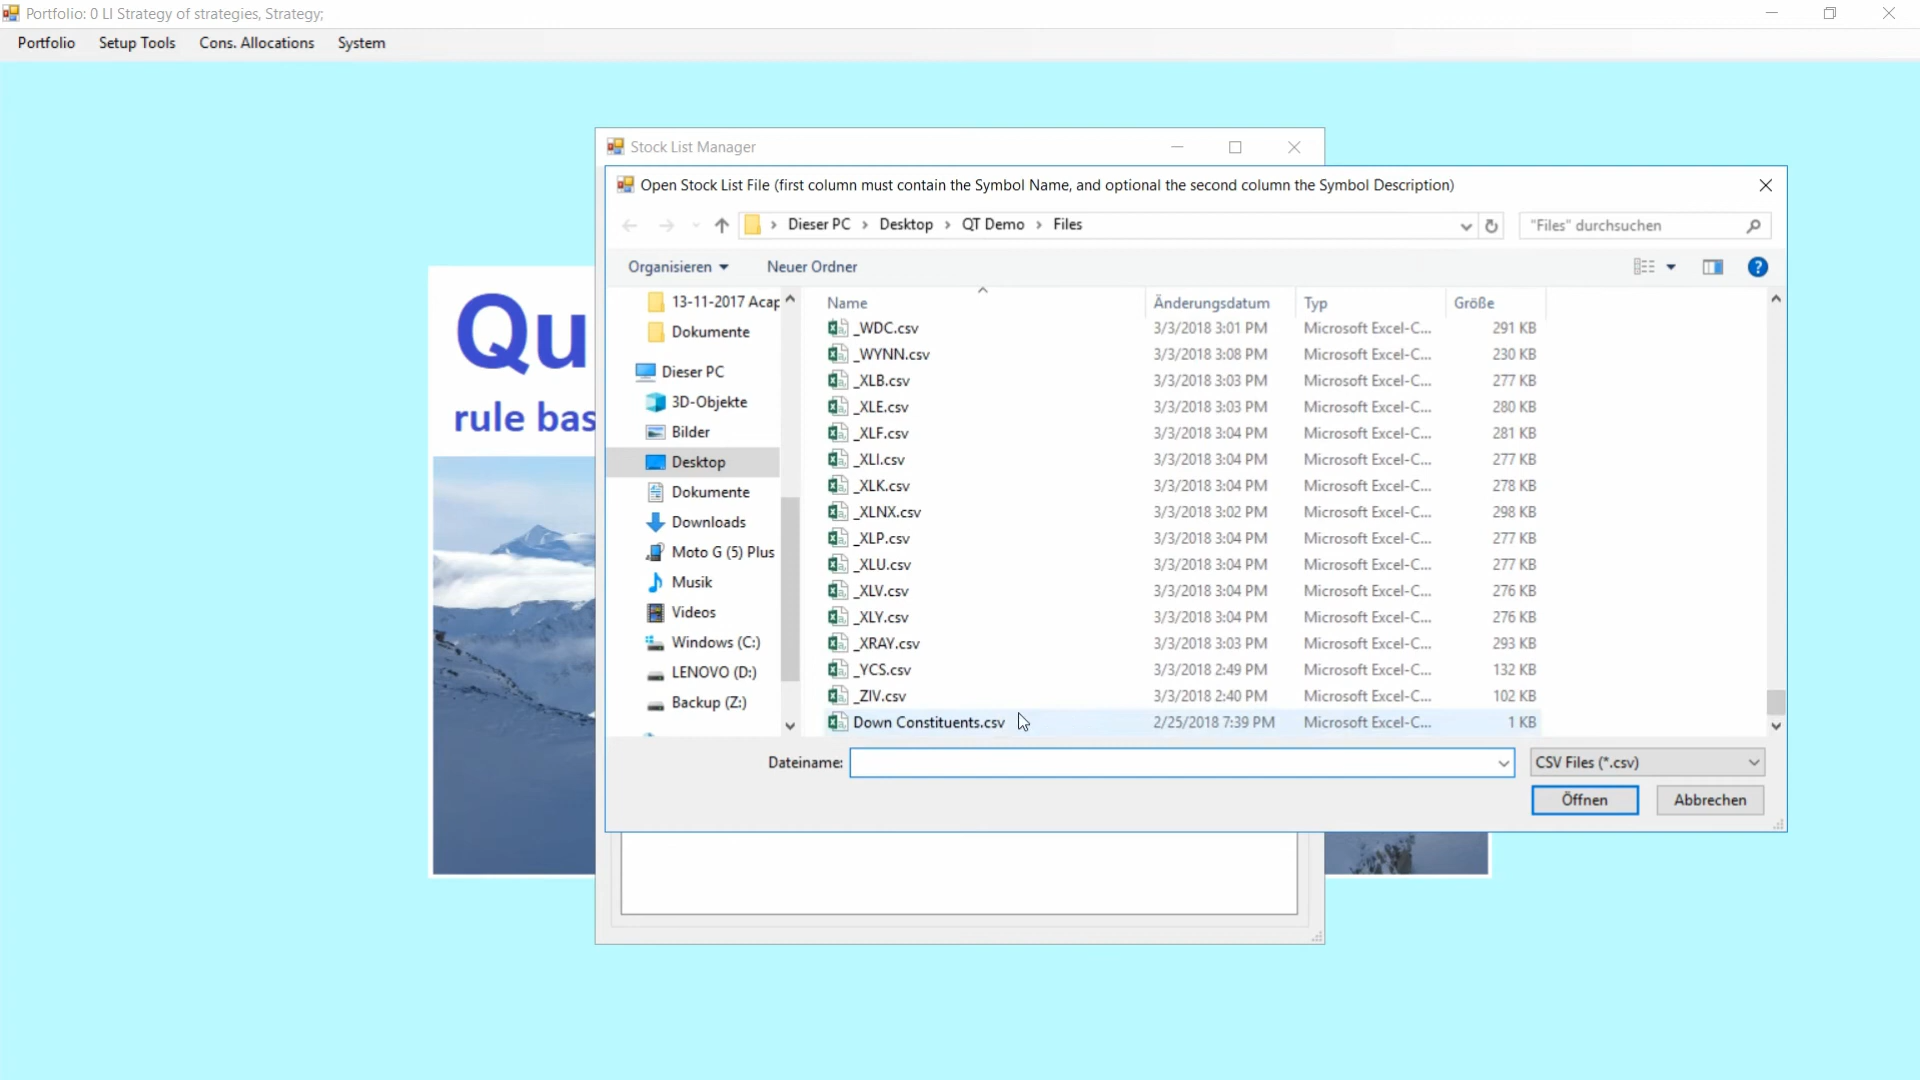 Portfolio: 0 LI Strategy of strategies, Strategy;
Portfolio Setup Tools Cons. Allocations System
Stock List Manager
Open Stock List File (first column must contain the Symbol Name, and optional the second column the Symbol Description)
Dieser PC > Desktop > QT Demo > Files
"Files" durchsuchen
Organisieren Neuer Ordner
13-11-2017 Acap
Dokumente
Dieser PC
3D-Objekte
Bilder
Desktop
Dokumente
Downloads
Moto G (5) Plus
Musik
Videos
Windows (C:)
LENOVO (D:)
Backup (Z:)
Name Änderungsdatum Typ Größe
_WDC.csv 3/3/2018 3:01 PM Microsoft Excel-C... 291 KB
_WYNN.csv 3/3/2018 3:08 PM Microsoft Excel-C... 230 KB
_XLB.csv 3/3/2018 3:03 PM Microsoft Excel-C... 277 KB
_XLE.csv 3/3/2018 3:03 PM Microsoft Excel-C... 280 KB
_XLF.csv 3/3/2018 3:04 PM Microsoft Excel-C... 281 KB
_XLI.csv 3/3/2018 3:04 PM Microsoft Excel-C... 277 KB
_XLK.csv 3/3/2018 3:04 PM Microsoft Excel-C... 278 KB
_XLNX.csv 3/3/2018 3:02 PM Microsoft Excel-C... 298 KB
_XLP.csv 3/3/2018 3:04 PM Microsoft Excel-C... 277 KB
_XLU.csv 3/3/2018 3:04 PM Microsoft Excel-C... 277 KB
_XLV.csv 3/3/2018 3:04 PM Microsoft Excel-C... 276 KB
_XLY.csv 3/3/2018 3:04 PM Microsoft Excel-C... 276 KB
_XRAY.csv 3/3/2018 3:03 PM Microsoft Excel-C... 293 KB
_YCS.csv 3/3/2018 2:49 PM Microsoft Excel-C... 132 KB
_ZIV.csv 3/3/2018 2:40 PM Microsoft Excel-C... 102 KB
Down Constituents.csv 2/25/2018 7:39 PM Microsoft Excel-C... 1 KB
Dateiname: CSV Files (*.csv)
Öffnen Abbrechen
Qu
rule bas